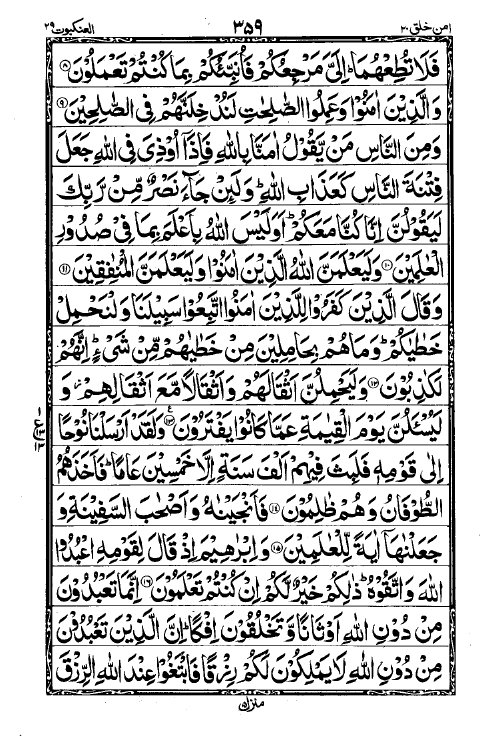 امن خلق ٢٠ ٣٥٩ العنكبوت ٢٩
فَلَا تُطِعْهُمَا ؕ اِلَىَّ مَرْجِعُكُمْ فَاُنَبِّئُكُمْ بِمَا كُنْتُمْ تَعْمَلُوْنَ ۝٨
وَالَّذِيْنَ اٰمَنُوْا وَعَمِلُوا الصّٰلِحٰتِ لَنُدْخِلَنَّهُمْ فِى الصّٰلِحِيْنَ ۝٩
وَمِنَ النَّاسِ مَنْ يَّقُوْلُ اٰمَنَّا بِاللّٰهِ فَاِذَاۤ اُوْذِىَ فِى اللّٰهِ جَعَلَ
فِتْنَةَ النَّاسِ كَعَذَابِ اللّٰهِ ؕ وَلَئِنْ جَآءَ نَصْرٌ مِّنْ رَّبِّكَ
لَيَقُوْلُنَّ اِنَّا كُنَّا مَعَكُمْ ؕ اَوَلَيْسَ اللّٰهُ بِاَعْلَمَ بِمَا فِىْ صُدُوْرِ
الْعٰلَمِيْنَ ۝١٠ وَلَيَعْلَمَنَّ اللّٰهُ الَّذِيْنَ اٰمَنُوْا وَلَيَعْلَمَنَّ الْمُنٰفِقِيْنَ ۝١١
وَقَالَ الَّذِيْنَ كَفَرُوْا لِلَّذِيْنَ اٰمَنُوا اتَّبِعُوْا سَبِيْلَنَا وَلْنَحْمِلْ
خَطٰيٰكُمْ ؕ وَمَا هُمْ بِحَامِلِيْنَ مِنْ خَطٰيٰهُمْ مِّنْ شَىْءٍ ؕ اِنَّهُمْ
لَكٰذِبُوْنَ ۝١٢ وَلَيَحْمِلُنَّ اَثْقَالَهُمْ وَاَثْقَالًا مَّعَ اَثْقَالِهِمْ ؗ وَ
لَيُسْئَلُنَّ يَوْمَ الْقِيٰمَةِ عَمَّا كَانُوْا يَفْتَرُوْنَ ۝١٣ وَلَقَدْ اَرْسَلْنَا نُوْحًا
اِلٰى قَوْمِهٖ فَلَبِثَ فِيْهِمْ اَلْفَ سَنَةٍ اِلَّا خَمْسِيْنَ عَامًا ؕ فَاَخَذَهُمُ
الطُّوْفَانُ وَهُمْ ظٰلِمُوْنَ ۝١٤ فَاَنْجَيْنٰهُ وَاَصْحٰبَ السَّفِيْنَةِ وَ
جَعَلْنٰهَاۤ اٰيَةً لِّلْعٰلَمِيْنَ ۝١٥ وَاِبْرٰهِيْمَ اِذْ قَالَ لِقَوْمِهِ اعْبُدُوا
اللّٰهَ وَاتَّقُوْهُ ؕ ذٰلِكُمْ خَيْرٌ لَّكُمْ اِنْ كُنْتُمْ تَعْلَمُوْنَ ۝١٦ اِنَّمَا تَعْبُدُوْنَ
مِنْ دُوْنِ اللّٰهِ اَوْثَانًا وَّتَخْلُقُوْنَ اِفْكًا ؕ اِنَّ الَّذِيْنَ تَعْبُدُوْنَ
مِنْ دُوْنِ اللّٰهِ لَا يَمْلِكُوْنَ لَكُمْ رِزْقًا فَابْتَغُوْا عِنْدَ اللّٰهِ الرِّزْقَ
منزل ٥